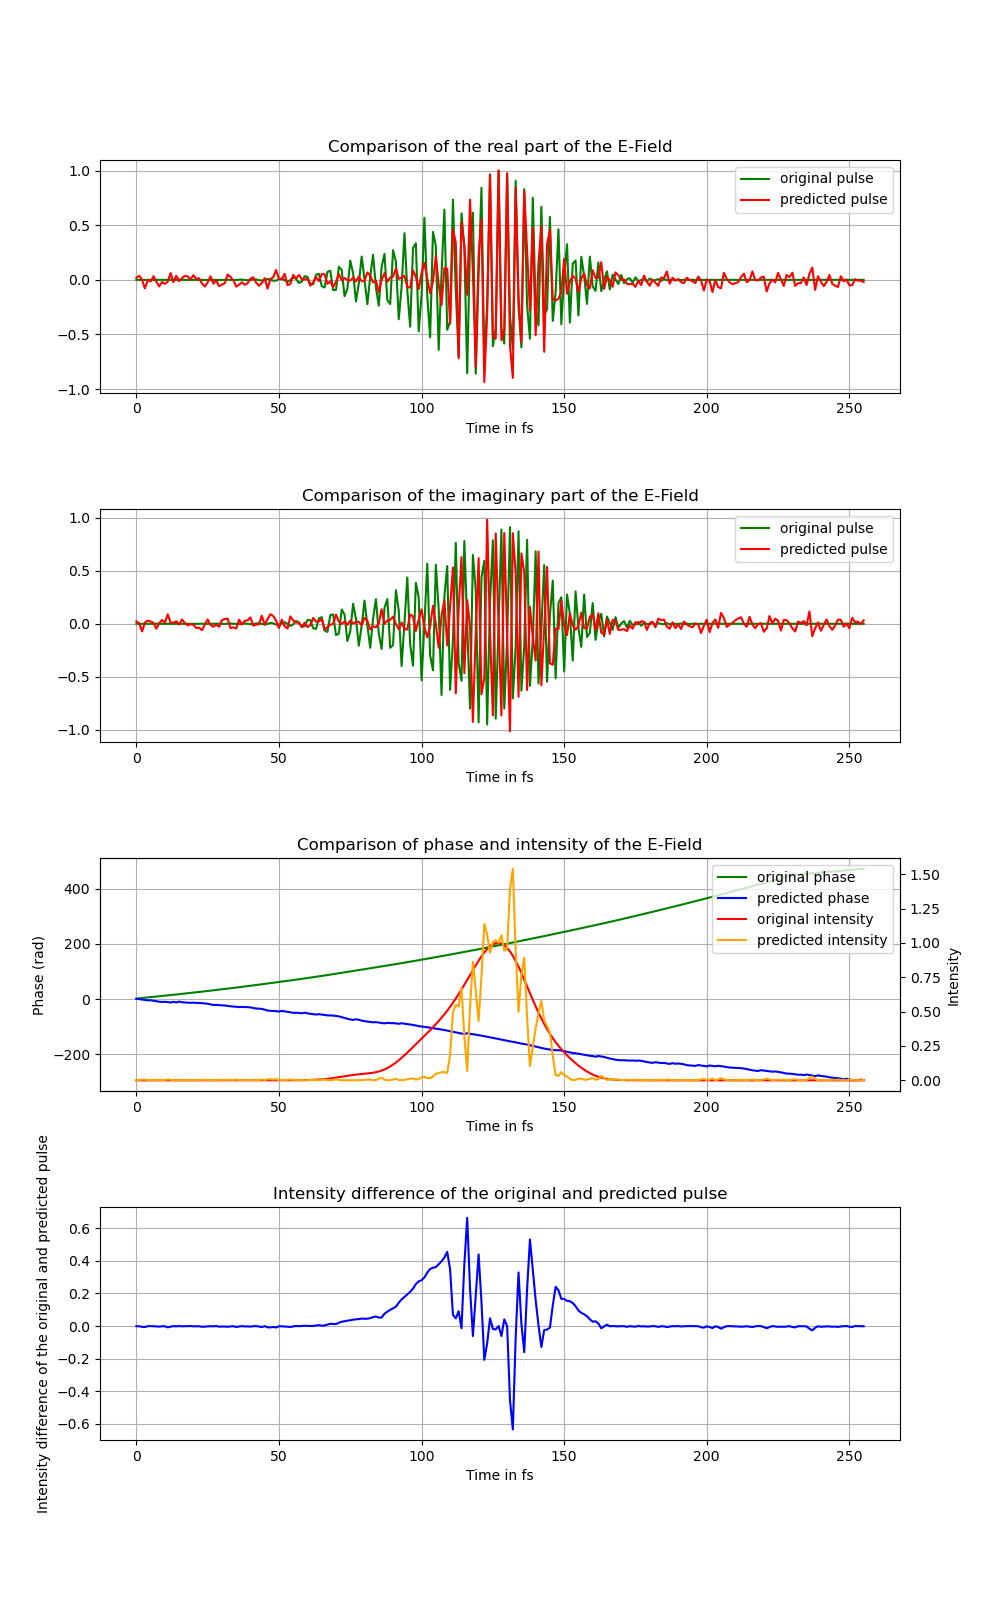 Comparison of the real part of the E-Field
1.0
0.5
0.0
−0.5
−1.0
original pulse
predicted pulse
0 50 100 150 200 250
Time in fs
Comparison of the imaginary part of the E-Field
1.0
0.5
0.0
−0.5
−1.0
original pulse
predicted pulse
0 50 100 150 200 250
Time in fs
Comparison of phase and intensity of the E-Field
Phase (rad)
400
200
0
−200
original phase
predicted phase
original intensity
predicted intensity
1.50
1.25
1.00
0.75
0.50
0.25
0.00
Intensity
0 50 100 150 200 250
Time in fs
Intensity difference of the original and predicted pulse
Intensity difference of the original and predicted pulse
0.6
0.4
0.2
0.0
−0.2
−0.4
−0.6
0 50 100 150 200 250
Time in fs